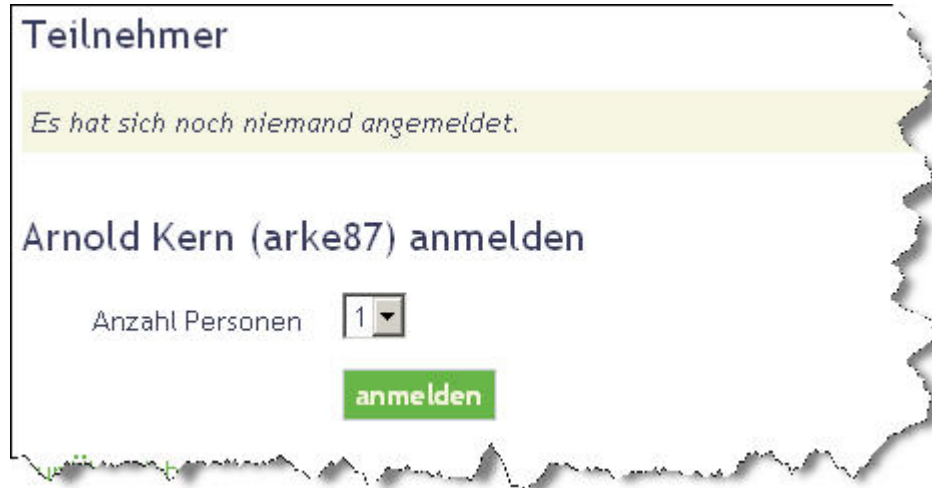 Teilnehmer
Es hat sich noch niemand angemeldet.
Arnold Kern (arke87) anmelden
Anzahl Personen 1
anmelden